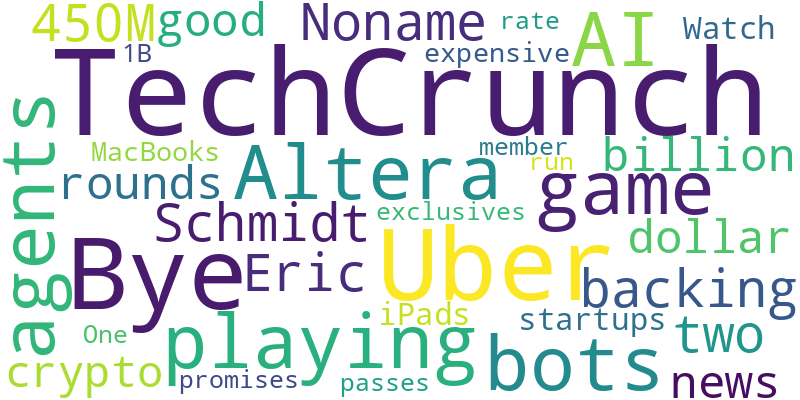 450M good Noname rate AI Watch
1B expensive
TechCrunch
agents
MacBooks member billion
rounds Altera run game
Schmidt exclusives dollar
Bye Eric Uber backing
iPads startups
One playing bots two
crypto promises passes news